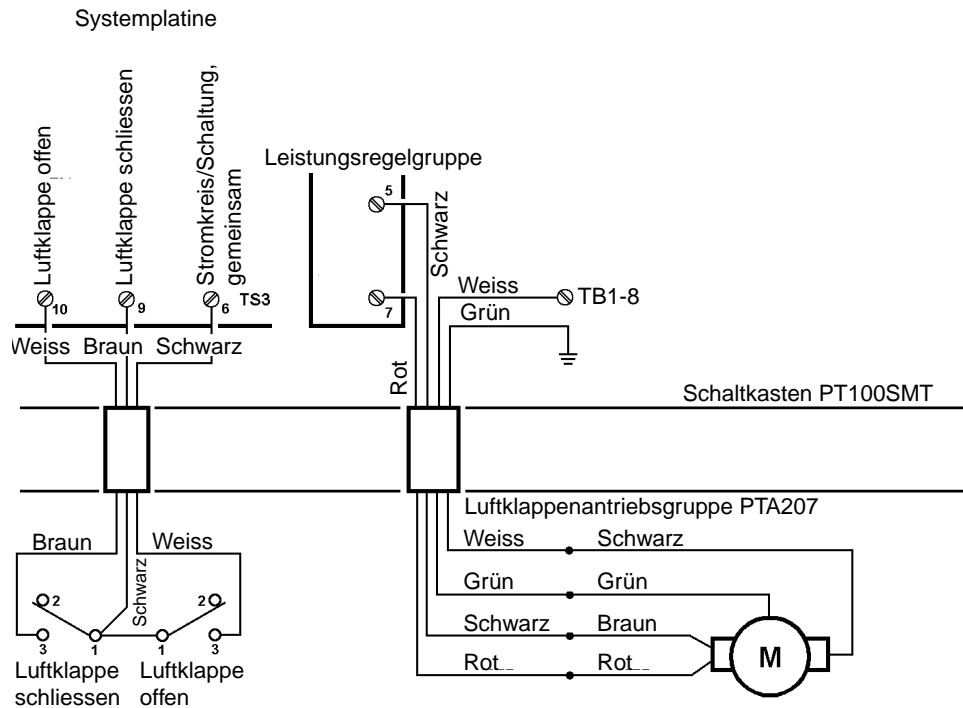 Systemplatine
Luftklappe offen
Luftklappe schliessen
Stromkreis/Schaltung,
gemeinsam
10
9
6
TS3
Weiss
Braun
Schwarz
Leistungsregelgruppe
5
7
Schwarz
Rot
Weiss
TB1-8
Grün
Schaltkasten PT100SMT
Luftklappenantriebsgruppe PTA207
Weiss
Schwarz
Grün
Grün
Schwarz
Braun
Rot
Rot
M
Braun
Weiss
Schwarz
2
2
3
1
1
3
Luftklappe
schliessen
Luftklappe
offen